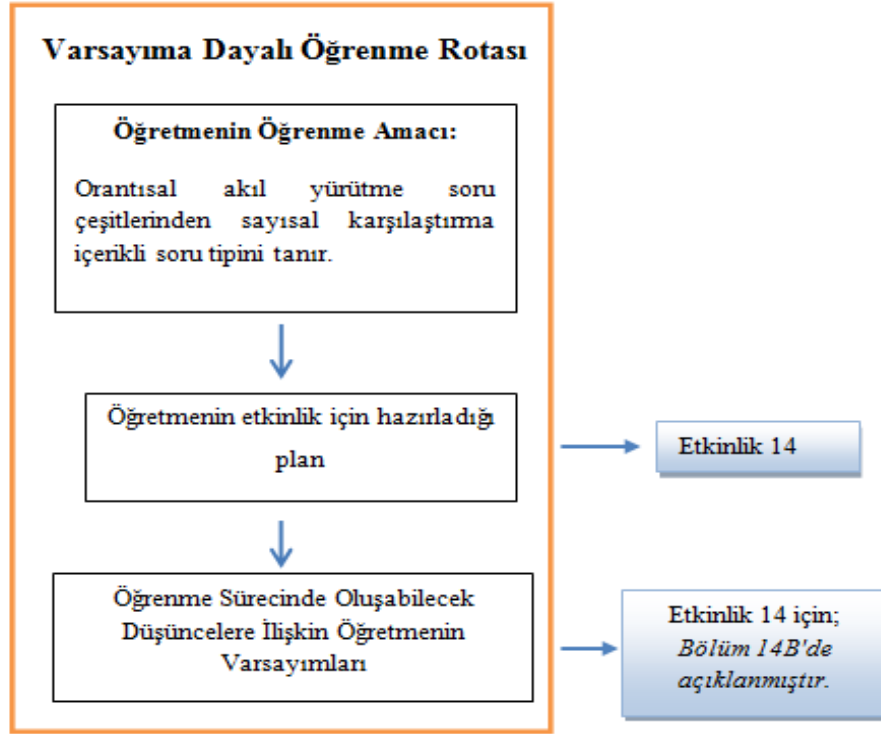 Varsayıma Dayalı Öğrenme Rotası
Öğretmenin Öğrenme Amacı:
Orantısal akıl yürütme soru
çeşitlerinden sayısal karşılaştırma
içerikli soru tipini tanır.
Öğretmenin etkinlik için hazırladığı
plan
Etkinlik 14
Öğrenme Sürecinde Oluşabilecek
Düşüncelere İlişkin Öğretmenin
Varsayımları
Etkinlik 14 için;
Bölüm 14B'de
açıklanmıştır.